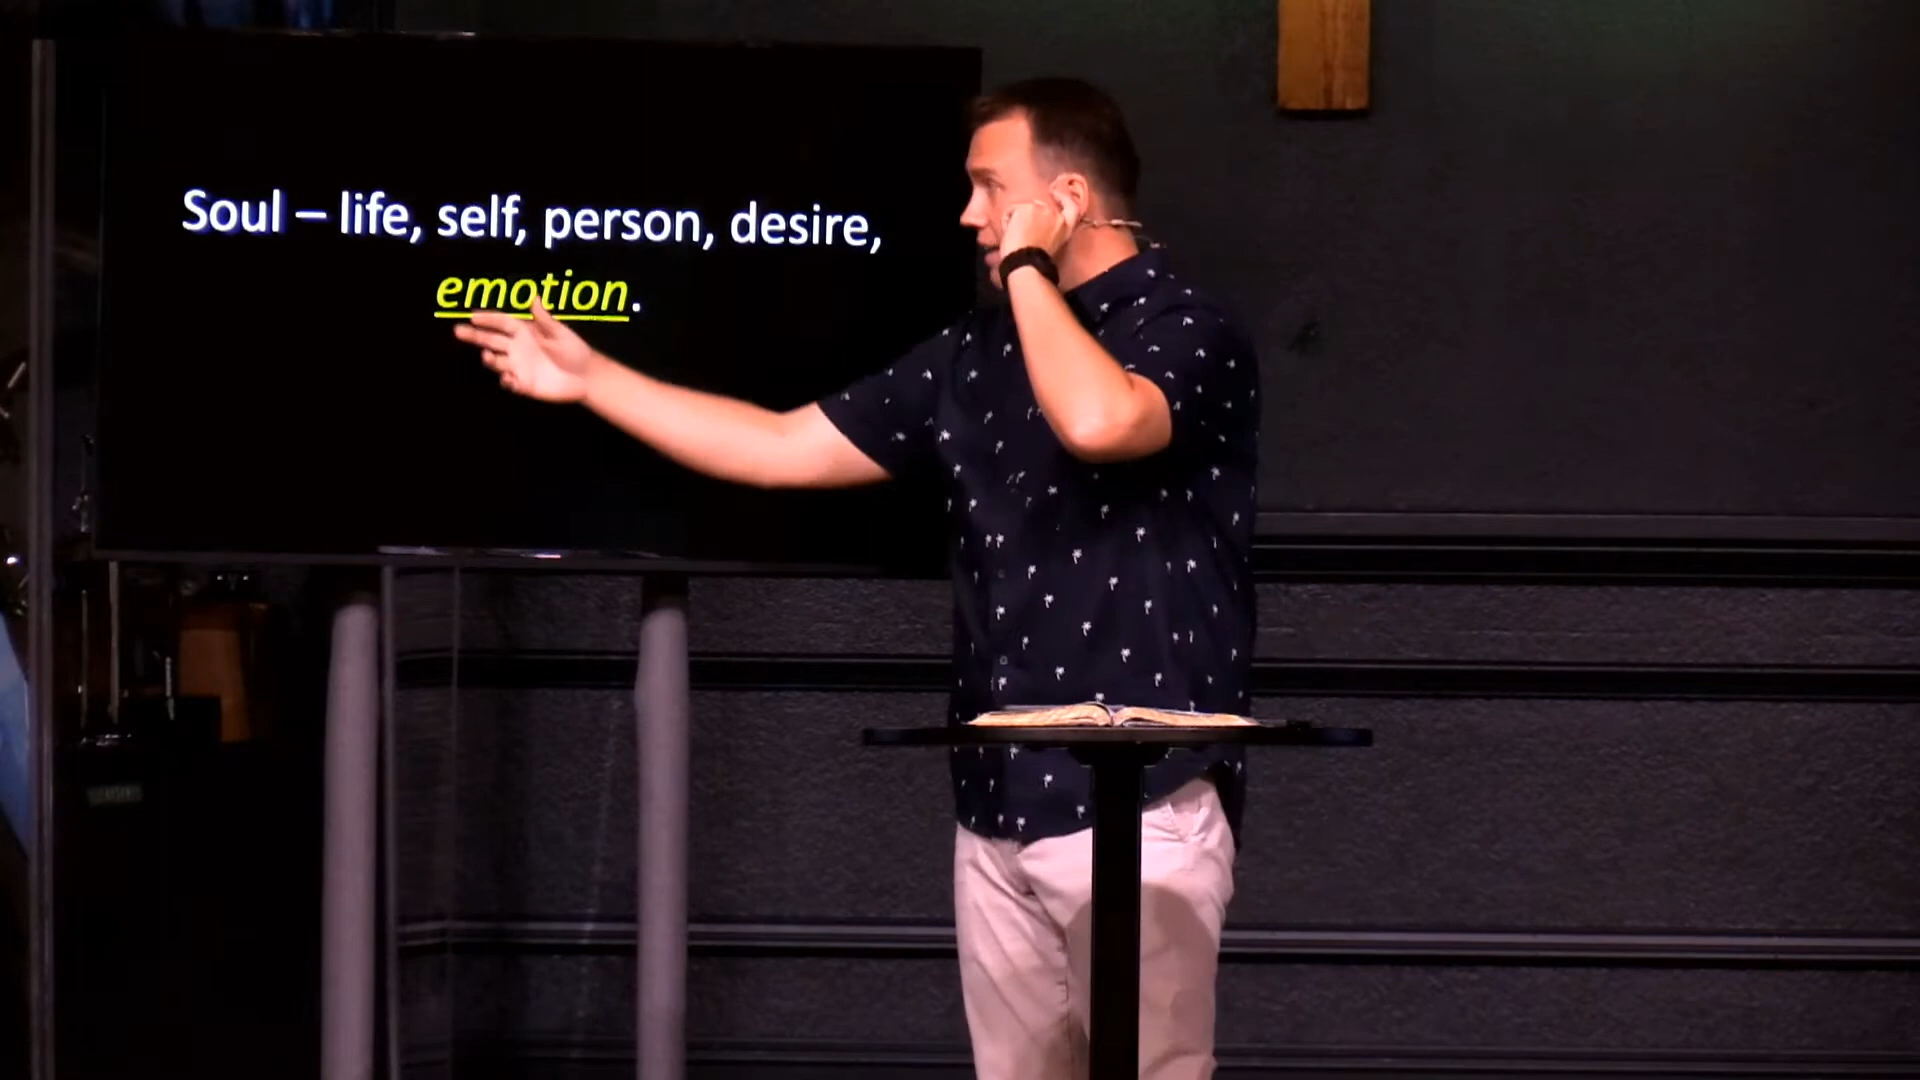 Soul – life, self, person, desire,
emotion.